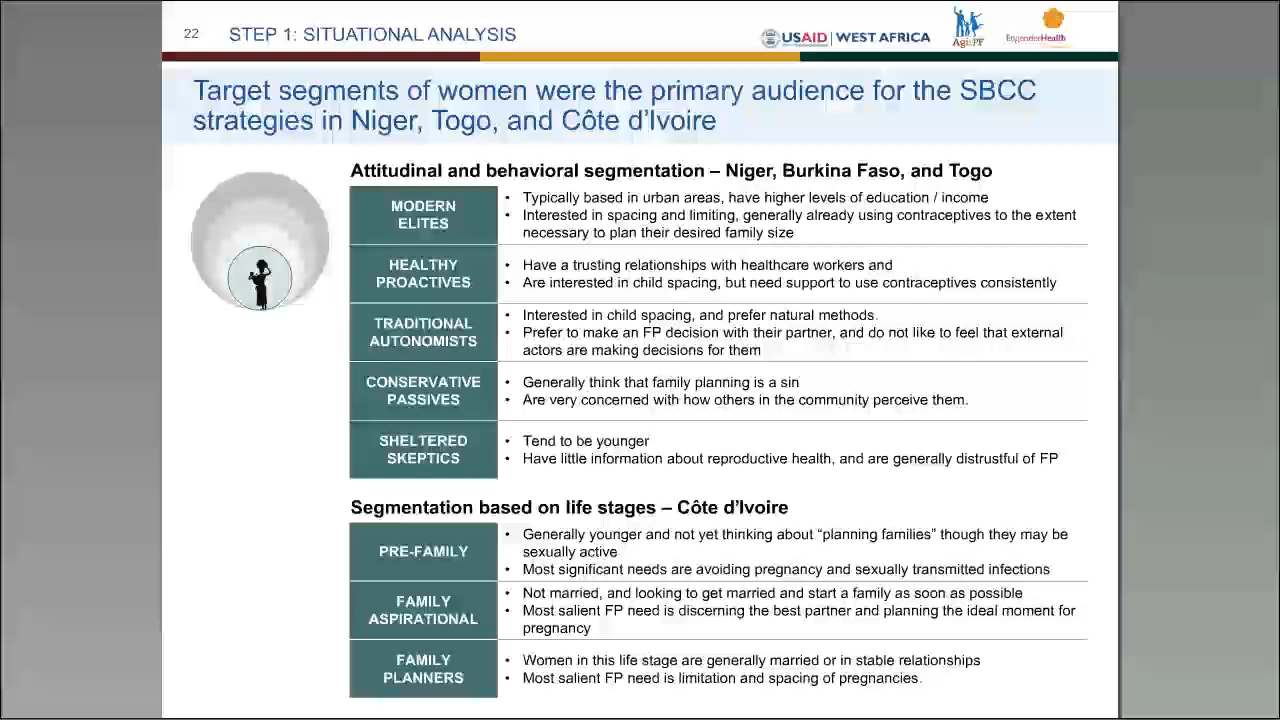 22 STEP 1: SITUATIONAL ANALYSIS
USAID | WEST AFRICA
AgirPF
EngenderHealth
Target segments of women were the primary audience for the SBCC
strategies in Niger, Togo, and Côte d'Ivoire
Attitudinal and behavioral segmentation – Niger, Burkina Faso, and Togo
MODERN
ELITES
• Typically based in urban areas, have higher levels of education / income
• Interested in spacing and limiting, generally already using contraceptives to the extent
necessary to plan their desired family size
HEALTHY
PROACTIVES
• Have a trusting relationships with healthcare workers and
• Are interested in child spacing, but need support to use contraceptives consistently
TRADITIONAL
AUTONOMISTS
• Interested in child spacing, and prefer natural methods.
• Prefer to make an FP decision with their partner, and do not like to feel that external
actors are making decisions for them
CONSERVATIVE
PASSIVES
• Generally think that family planning is a sin
• Are very concerned with how others in the community perceive them.
SHELTERED
SKEPTICS
• Tend to be younger
• Have little information about reproductive health, and are generally distrustful of FP
Segmentation based on life stages – Côte d'Ivoire
PRE-FAMILY
• Generally younger and not yet thinking about “planning families” though they may be
sexually active
• Most significant needs are avoiding pregnancy and sexually transmitted infections
FAMILY
ASPIRATIONAL
• Not married, and looking to get married and start a family as soon as possible
• Most salient FP need is discerning the best partner and planning the ideal moment for
pregnancy
FAMILY
PLANNERS
• Women in this life stage are generally married or in stable relationships
• Most salient FP need is limitation and spacing of pregnancies.